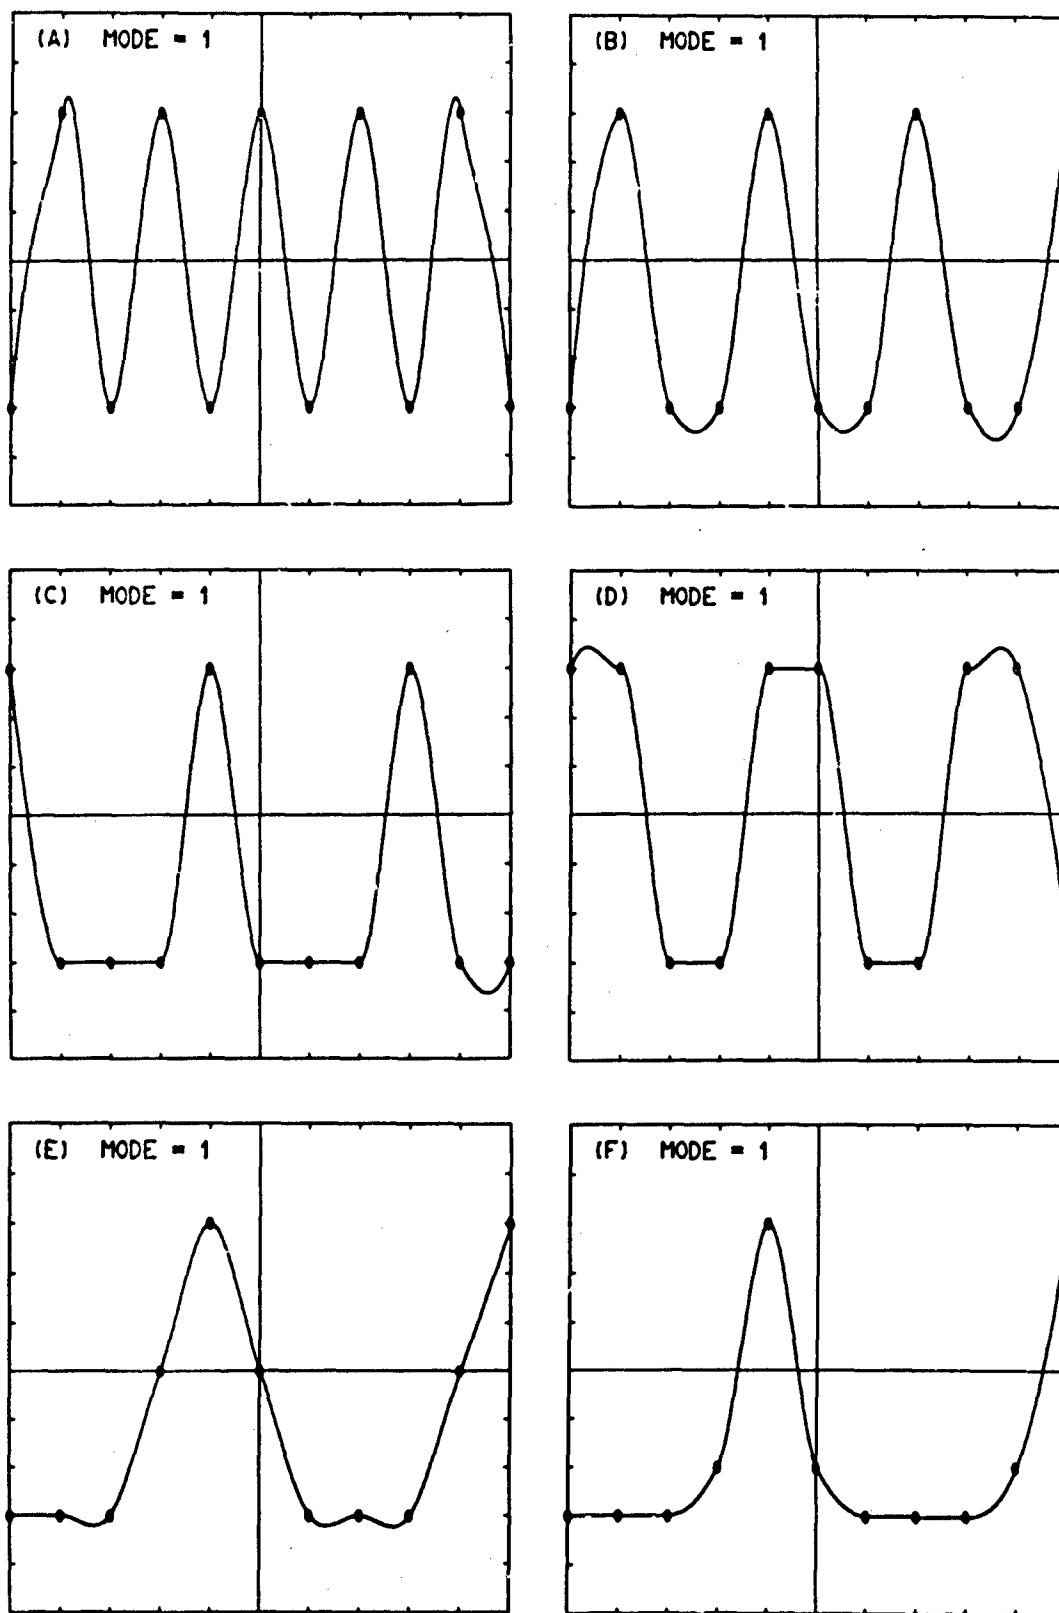 (A) MODE = 1
(B) MODE = 1
(C) MODE = 1
(D) MODE = 1
(E) MODE = 1
(F) MODE = 1